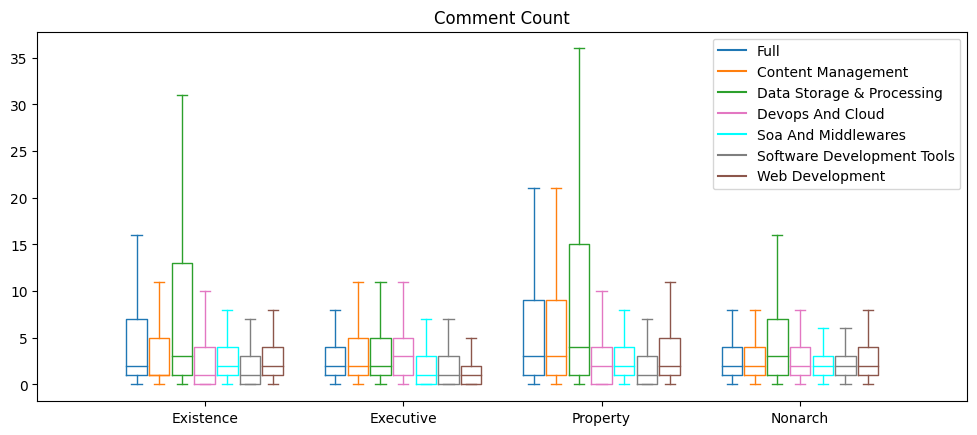 Comment Count
35
30
25
20
15
10
5
0
Full
Content Management
Data Storage & Processing
Devops And Cloud
Soa And Middlewares
Software Development Tools
Web Development
Existence
Executive
Property
Nonarch